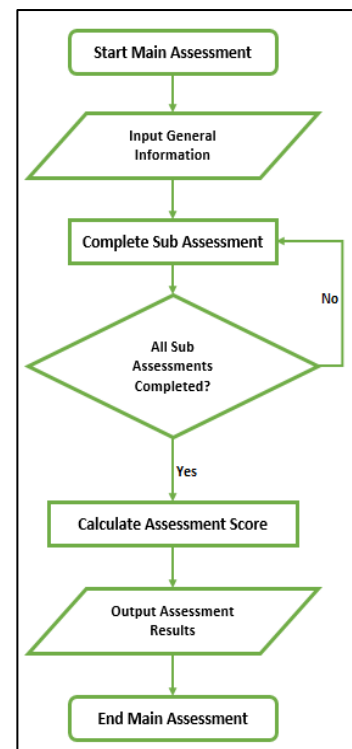 Start Main Assessment
Input General
Information
Complete Sub Assessment
No
All Sub
Assessments
Completed?
Yes
Calculate Assessment Score
Output Assessment
Results
End Main Assessment